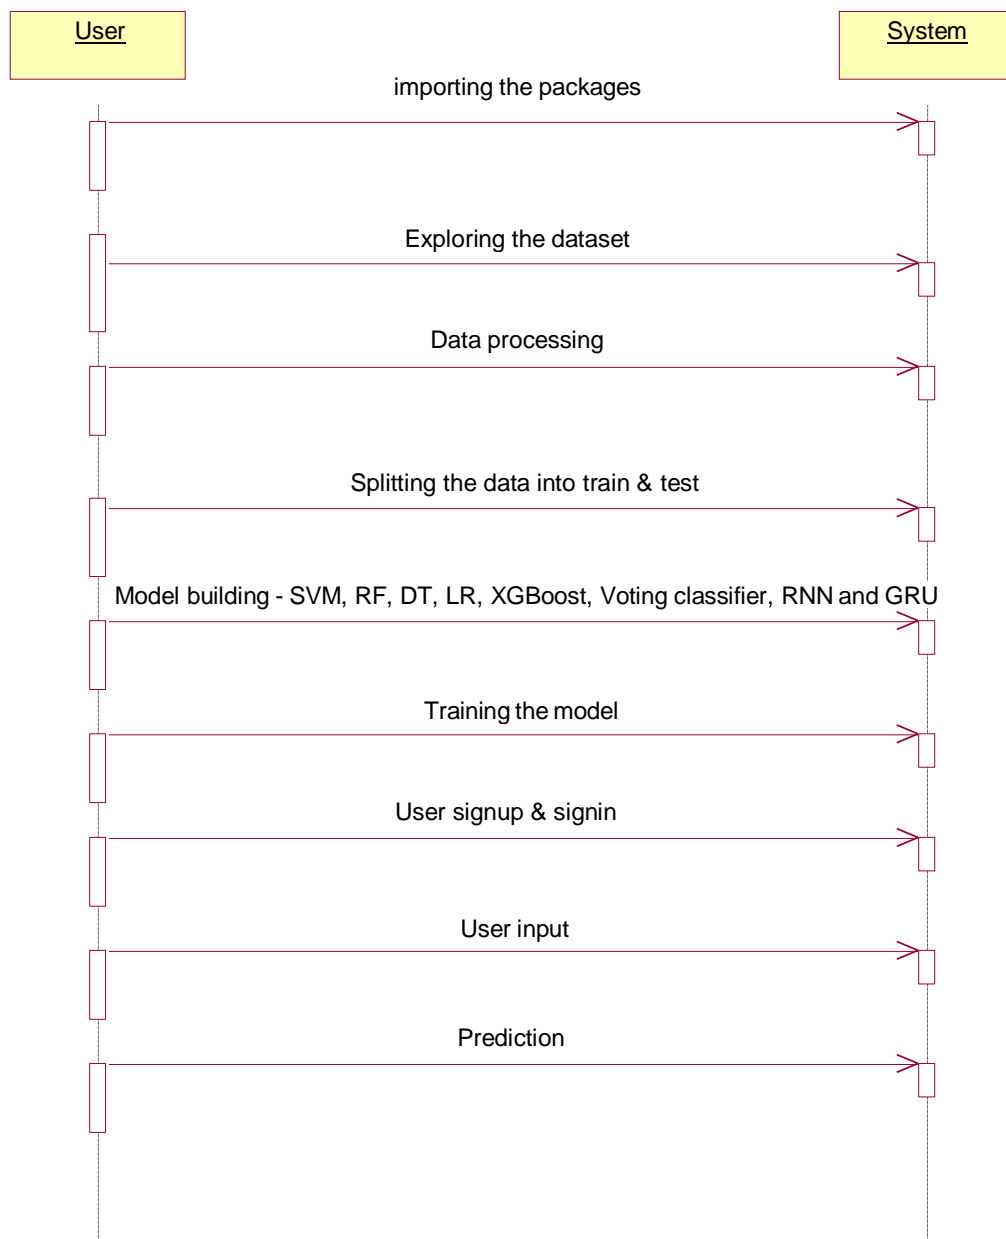 User
System
importing the packages
Exploring the dataset
Data processing
Splitting the data into train & test
Model building - SVM, RF, DT, LR, XGBoost, Voting classifier, RNN and GRU
Training the model
User signup & signin
User input
Prediction